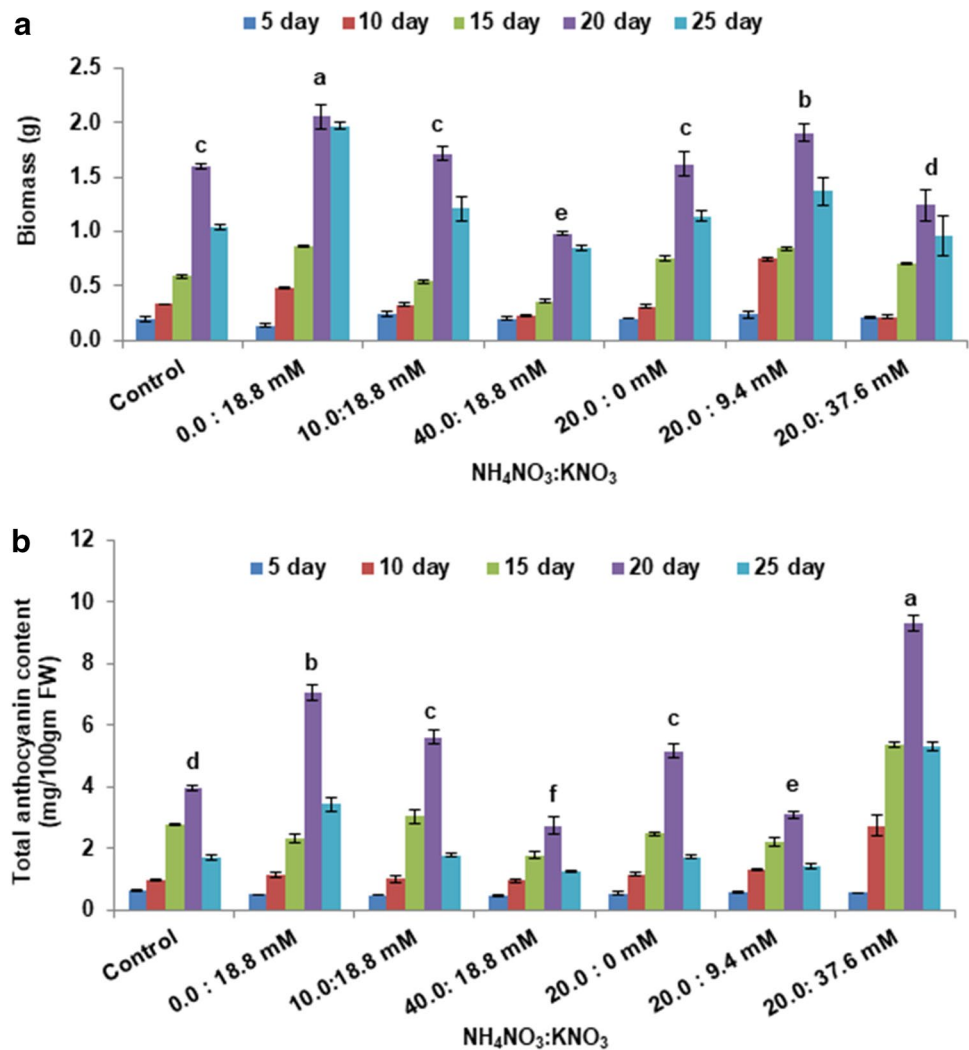 a
5 day 10 day 15 day 20 day 25 day
Biomass (g)
2.5
2.0
1.5
1.0
0.5
0.0
c a c e c b d
Control 0.0 : 18.8 mM 10.0:18.8 mM 40.0: 18.8 mM 20.0 : 0 mM 20.0 : 9.4 mM 20.0: 37.6 mM
NH₄NO₃:KNO₃
b
5 day 10 day 15 day 20 day 25 day
Total anthocyanin content
(mg/100gm FW)
12
10
8
6
4
2
0
d b c f c e a
Control 0.0 : 18.8 mM 10.0:18.8 mM 40.0: 18.8 mM 20.0 : 0 mM 20.0 : 9.4 mM 20.0: 37.6 mM
NH₄NO₃:KNO₃